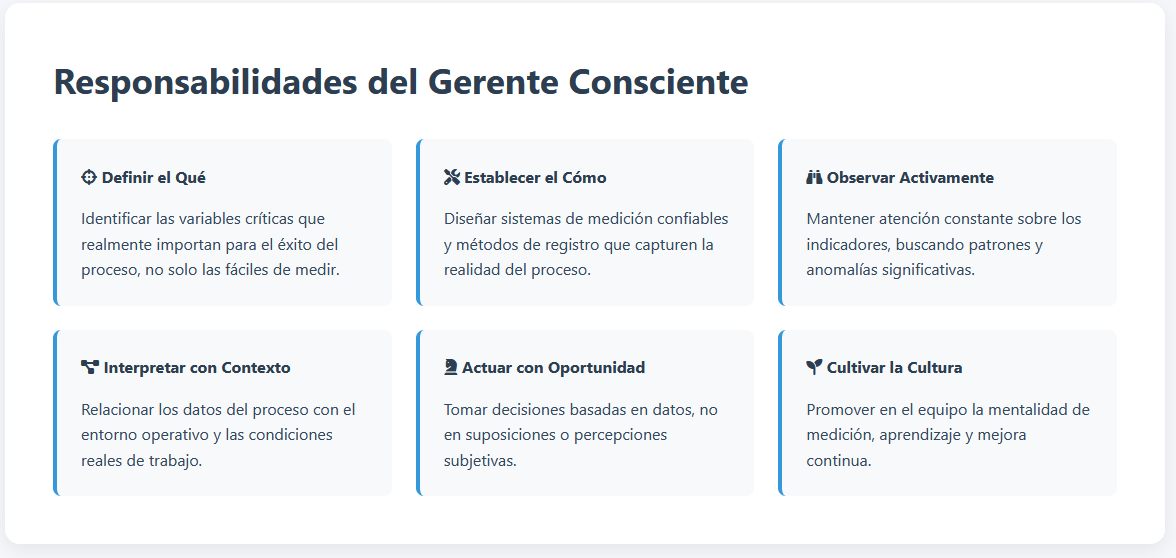 Responsabilidades del Gerente Consciente
Definir el Qué
Identificar las variables críticas que
realmente importan para el éxito del
proceso, no solo las fáciles de medir.
Establecer el Cómo
Diseñar sistemas de medición confiables
y métodos de registro que capturen la
realidad del proceso.
Observar Activamente
Mantener atención constante sobre los
indicadores, buscando patrones y
anomalías significativas.
Interpretar con Contexto
Relacionar los datos del proceso con el
entorno operativo y las condiciones
reales de trabajo.
Actuar con Oportunidad
Tomar decisiones basadas en datos, no
en suposiciones o percepciones
subjetivas.
Cultivar la Cultura
Promover en el equipo la mentalidad de
medición, aprendizaje y mejora
continua.